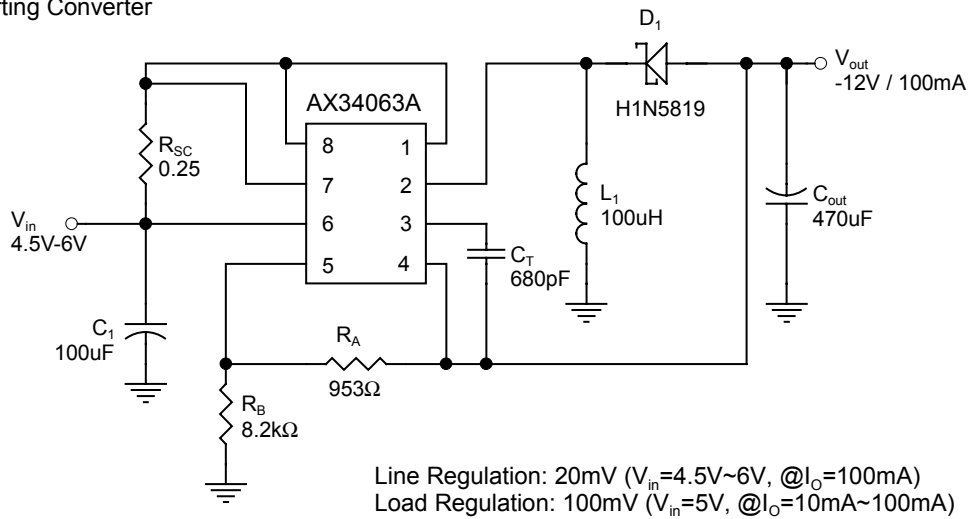 rting Converter
D1
Vout
-12V / 100mA
H1N5819
AX34063A
RSC
0.25
8 1
7 2
6 3
5 4
Vin
4.5V-6V
L1
100uH
Cout
470uF
CT
680pF
C1
100uF
RA
953Ω
RB
8.2kΩ
Line Regulation: 20mV (Vin=4.5V~6V, @IO=100mA)
Load Regulation: 100mV (Vin=5V, @IO=10mA~100mA)